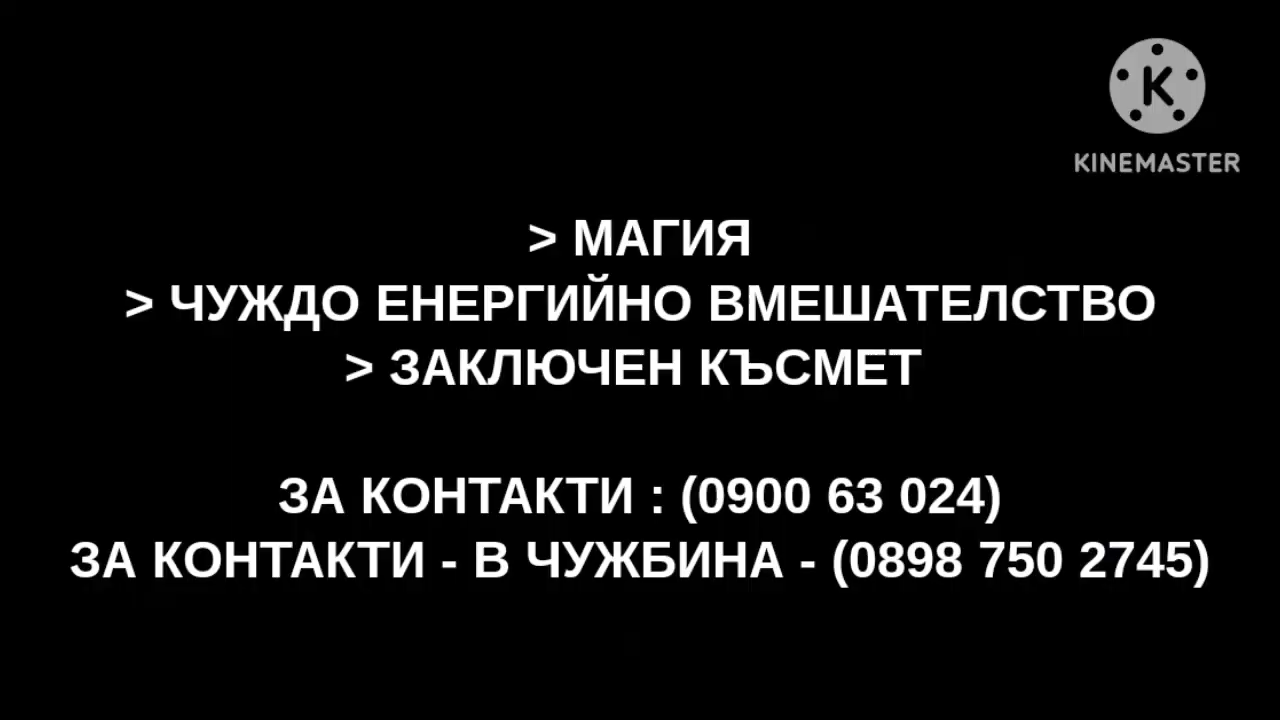 KINEMASTER
> МАГИЯ
> ЧУЖДО ЕНЕРГИЙНО ВМЕШАТЕЛСТВО
> ЗАКЛЮЧЕН КЪСМЕТ
ЗА КОНТАКТИ : (0900 63 024)
ЗА КОНТАКТИ - В ЧУЖБИНА - (0898 750 2745)